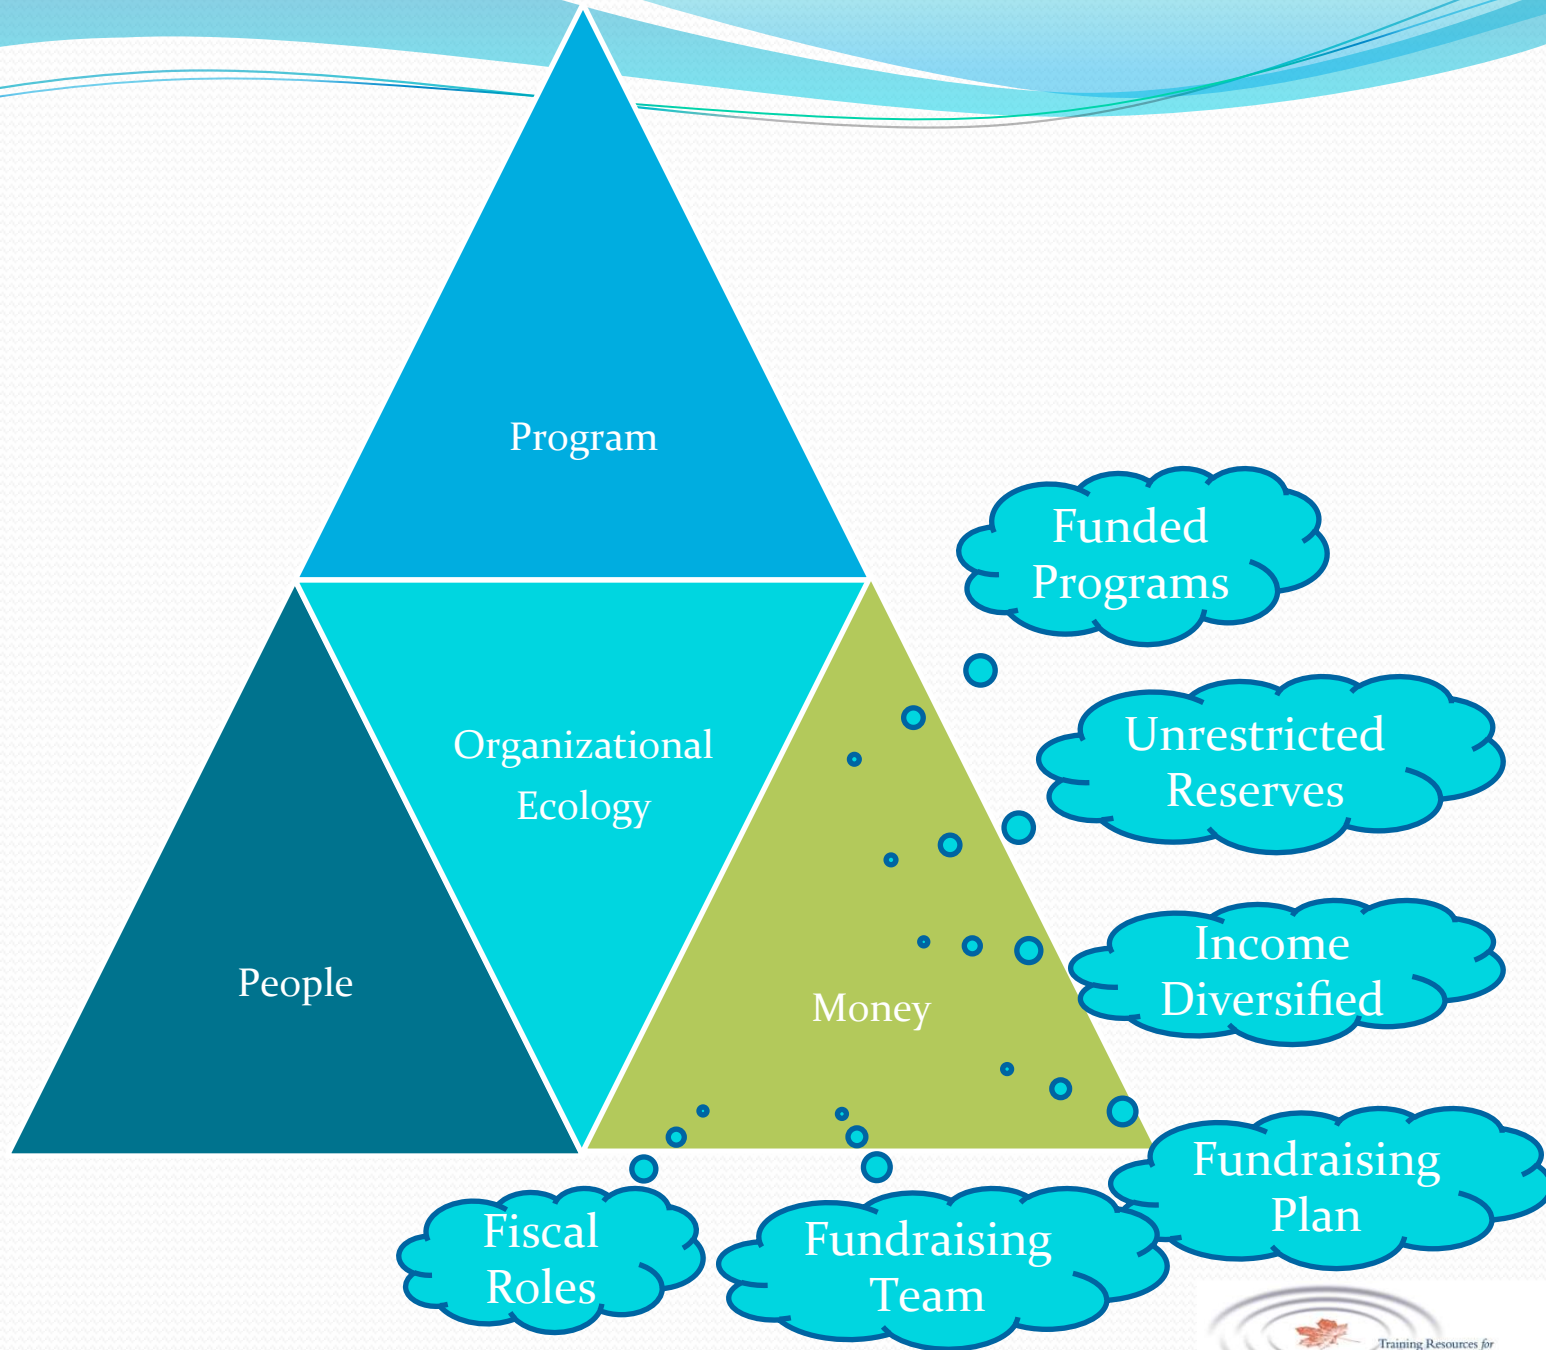 Program
Funded
Programs
Unrestricted
Reserves
Organizational
Ecology
Income
Diversified
People
Money
Fundraising
Plan
Fiscal
Roles
Fundraising
Team
Training Resources for